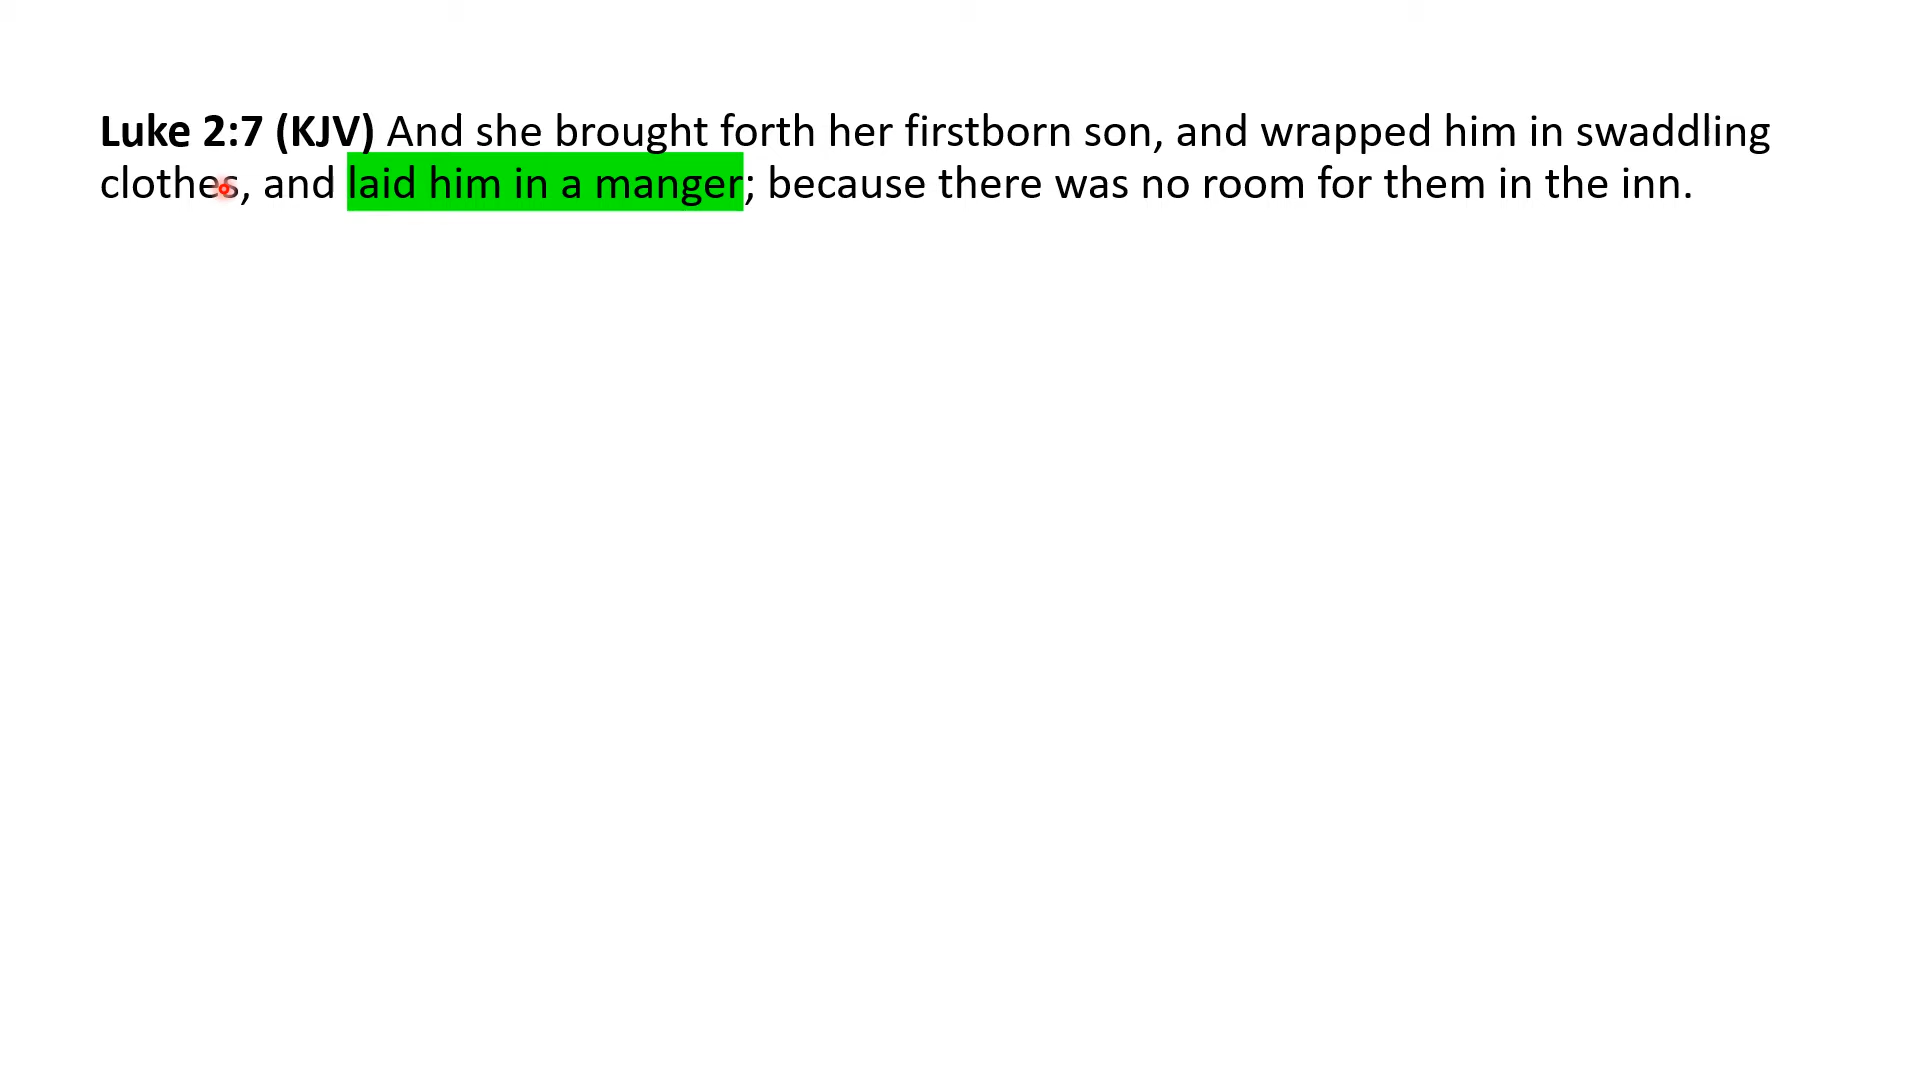 Luke 2:7 (KJV) And she brought forth her firstborn son, and wrapped him in swaddling
clothes, and laid him in a manger; because there was no room for them in the inn.